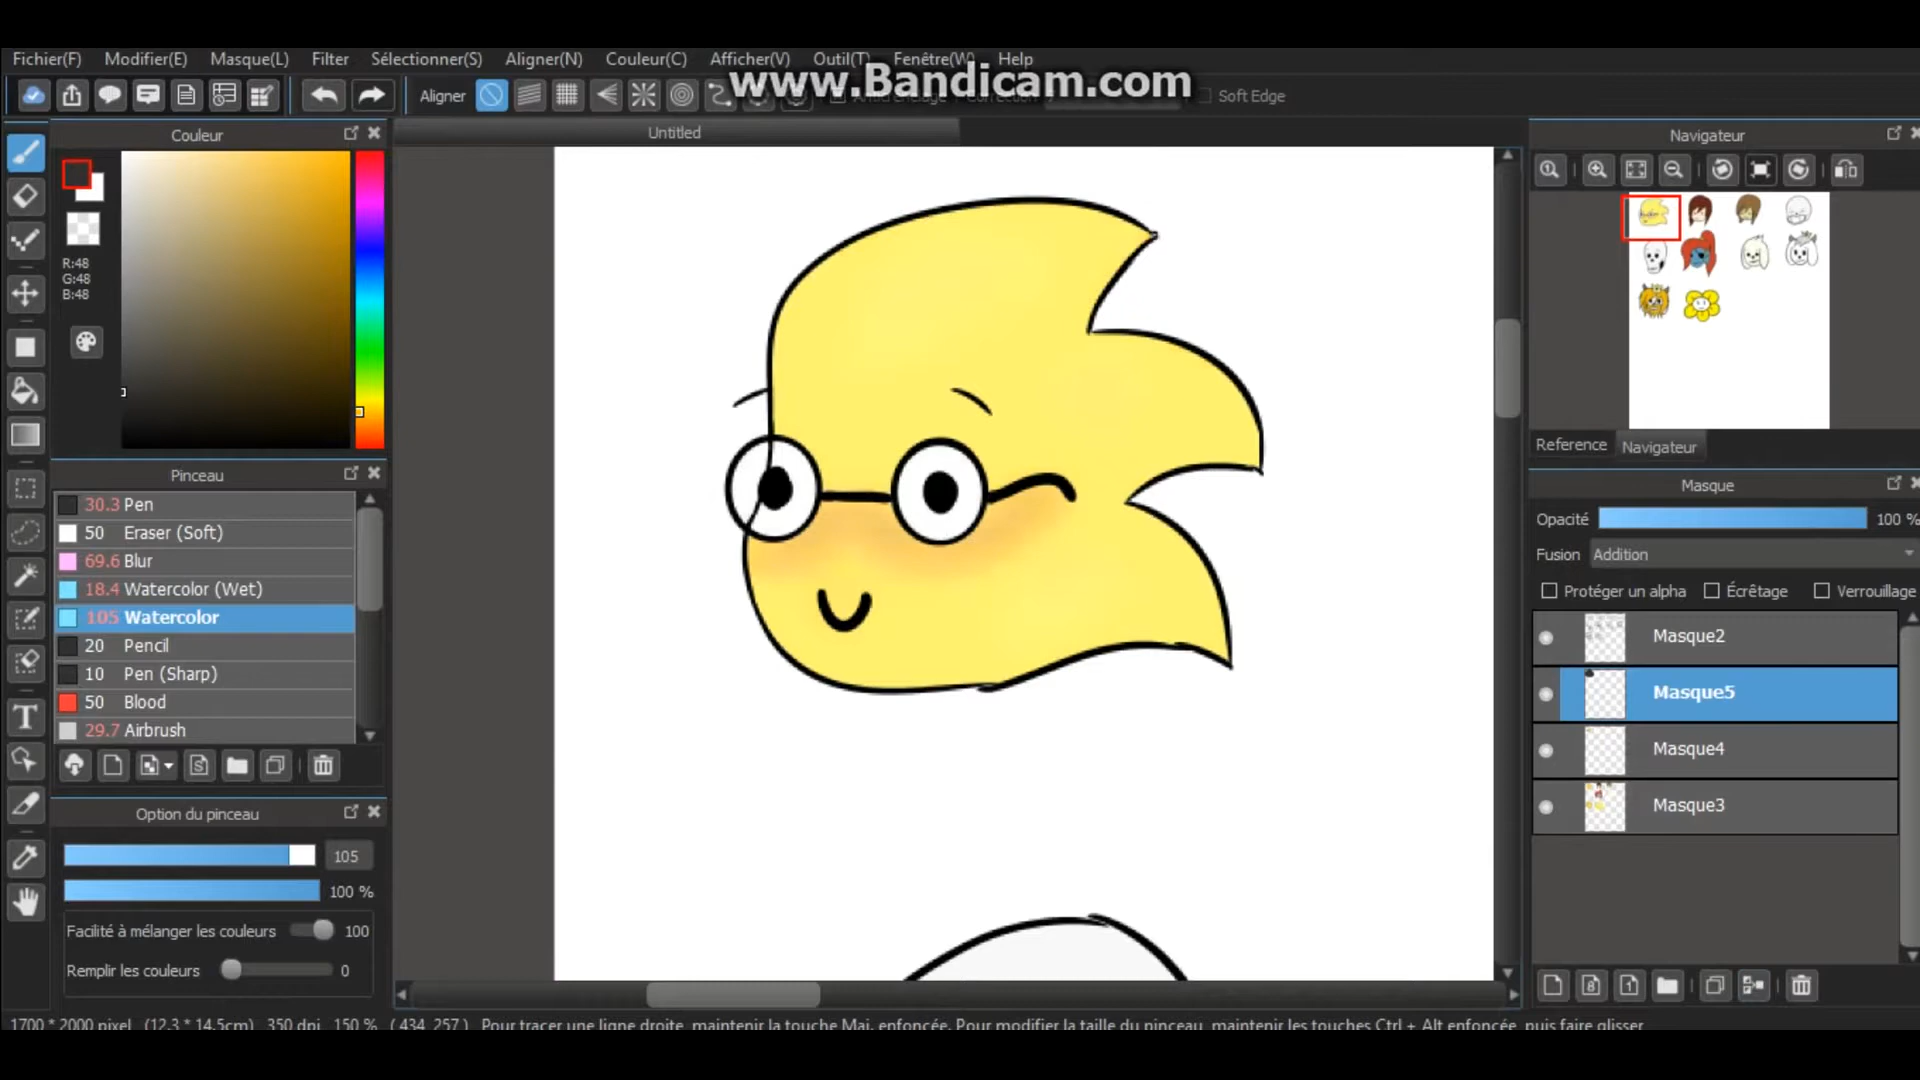 Fichier(F) Modifier(E) Masque(L) Filter Sélectionner(S) Aligner(N) Couleur(C) Afficher(V) Outil(T) Fenêtre(W) Help
www.Bandicam.com
Aligner Soft Edge
Couleur
Untitled
Navigateur
R:48
G:48
B:48
Reference Navigateur
Pinceau
30.3 Pen
50 Eraser (Soft)
69.6 Blur
18.4 Watercolor (Wet)
105 Watercolor
20 Pencil
10 Pen (Sharp)
50 Blood
29.7 Airbrush
Option du pinceau
105
100 %
Facilité à mélanger les couleurs 100
Remplir les couleurs 0
Masque
Opacité 100 %
Fusion Addition
Protéger un alpha Écrêtage Verrouillage
Masque2
Masque5
Masque4
Masque3
1700 * 2000 pixel (12.3 * 14.5cm) 350 dpi 150 % ( 434, 257 ) Pour tracer une ligne droite, maintenir la touche Maj. enfoncée. Pour modifier la taille du pinceau, maintenir les touches Ctrl + Alt enfoncée, puis faire glisser